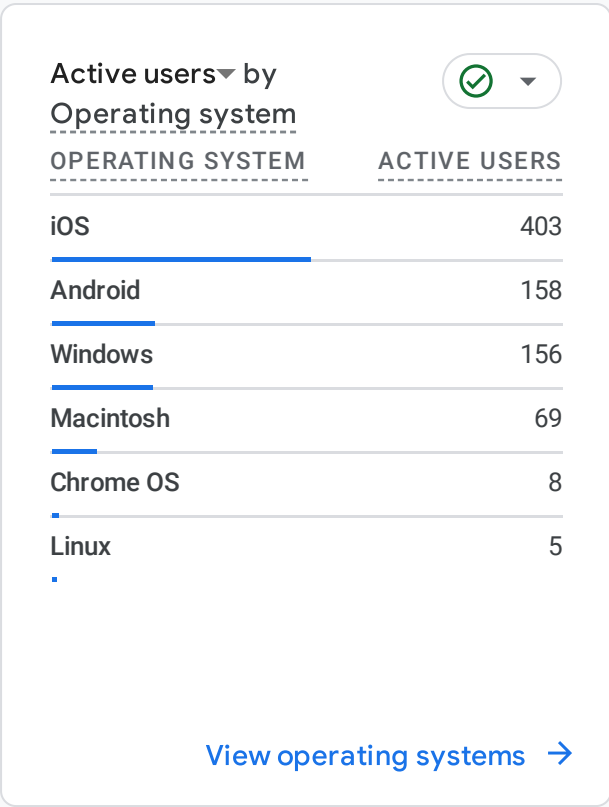 Active users by
Operating system
OPERATING SYSTEM ACTIVE USERS
iOS 403
Android 158
Windows 156
Macintosh 69
Chrome OS 8
Linux 5
View operating systems